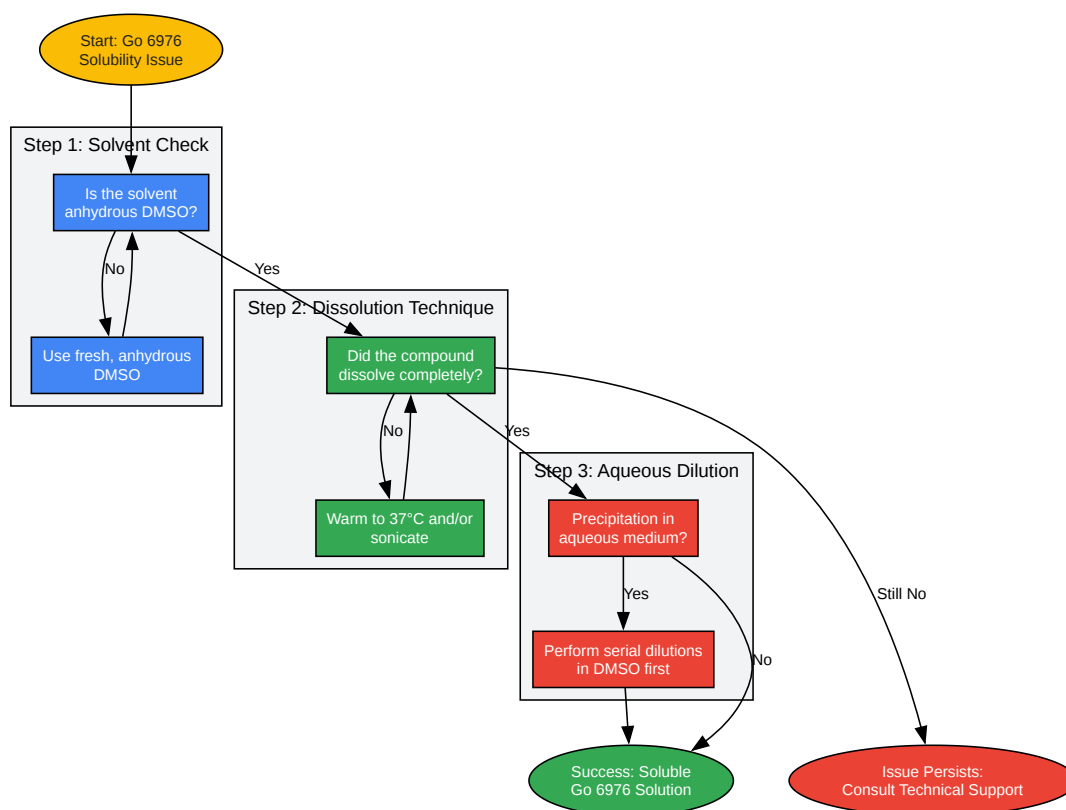 Start: Go 6976
Solubility Issue
Step 1: Solvent Check
Is the solvent
anhydrous DMSO?
No
Yes
Use fresh, anhydrous
DMSO
Step 2: Dissolution Technique
Did the compound
dissolve completely?
No
Yes
Warm to 37°C and/or
sonicate
Step 3: Aqueous Dilution
Precipitation in
aqueous medium?
Yes
No
Still No
Perform serial dilutions
in DMSO first
Success: Soluble
Go 6976 Solution
Issue Persists:
Consult Technical Support